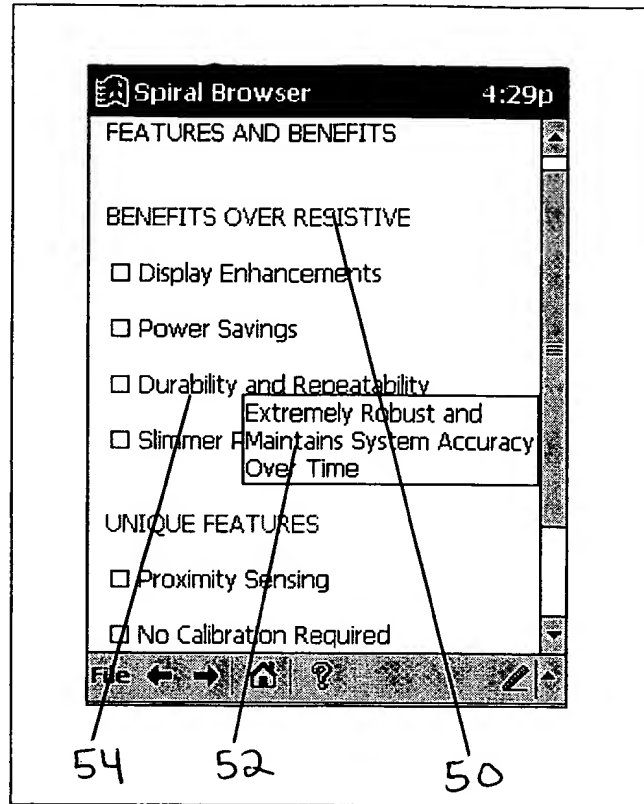 Spiral Browser 4:29p
FEATURES AND BENEFITS
BENEFITS OVER RESISTIVE
Display Enhancements
Power Savings
Durability and Repeatability
Extremely Robust and
Slimmer P Maintains System Accuracy
Over Time
UNIQUE FEATURES
Proximity Sensing
No Calibration Required
File
54 52 50